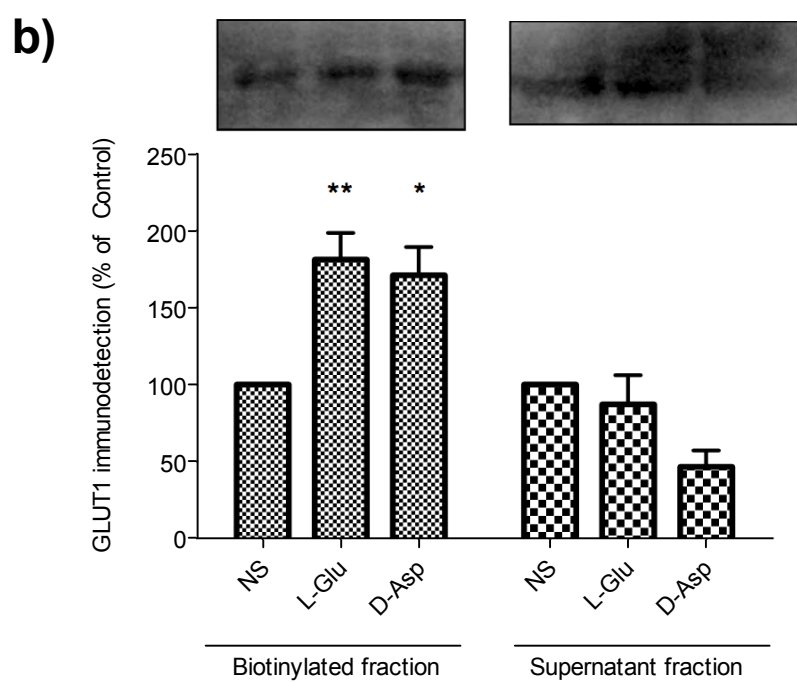 b)
GLUT1 immunodetection (% of Control)
250
200
150
100
50
0
** *
NS L-Glu D-Asp NS L-Glu D-Asp
Biotinylated fraction Supernatant fraction